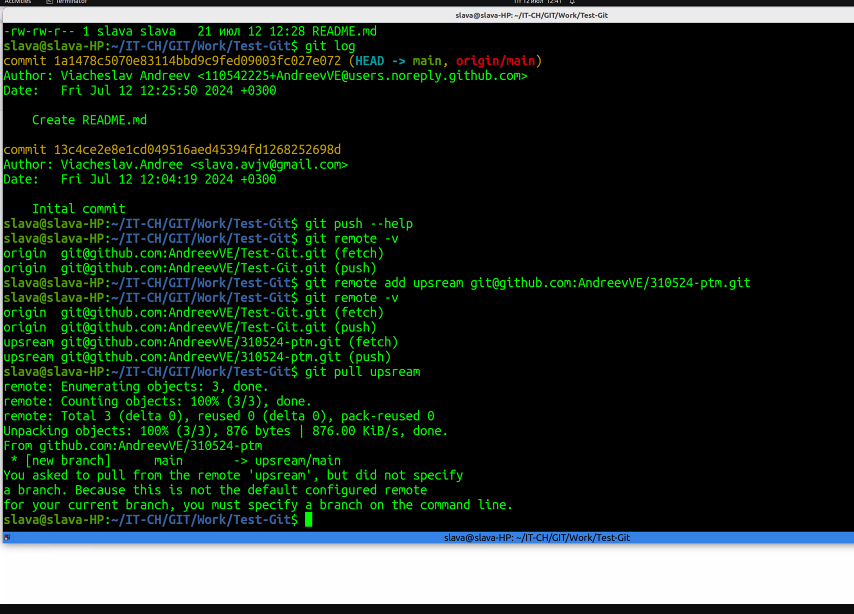 Activities Terminator Пт 12 июл 12:41
slava@slava-HP: ~/IT-CH/GIT/Work/Test-Git
-rw-rw-r-- 1 slava slava   21 июл 12 12:28 README.md
slava@slava-HP:~/IT-CH/GIT/Work/Test-Git$ git log
commit 1a1478c5070e83114bbd9c9fed09003fc027e072 (HEAD -> main, origin/main)
Author: Viacheslav Andreev <110542225+AndreevVE@users.noreply.github.com>
Date:   Fri Jul 12 12:25:50 2024 +0300
    Create README.md
commit 13c4ce2e8e1cd049516aed45394fd1268252698d
Author: Viacheslav.Andree <slava.avjv@gmail.com>
Date:   Fri Jul 12 12:04:19 2024 +0300
    Inital commit
slava@slava-HP:~/IT-CH/GIT/Work/Test-Git$ git push --help
slava@slava-HP:~/IT-CH/GIT/Work/Test-Git$ git remote -v
origin  git@github.com:AndreevVE/Test-Git.git (fetch)
origin  git@github.com:AndreevVE/Test-Git.git (push)
slava@slava-HP:~/IT-CH/GIT/Work/Test-Git$ git remote add upsream git@github.com:AndreevVE/310524-ptm.git
slava@slava-HP:~/IT-CH/GIT/Work/Test-Git$ git remote -v
origin  git@github.com:AndreevVE/Test-Git.git (fetch)
origin  git@github.com:AndreevVE/Test-Git.git (push)
upsream git@github.com:AndreevVE/310524-ptm.git (fetch)
upsream git@github.com:AndreevVE/310524-ptm.git (push)
slava@slava-HP:~/IT-CH/GIT/Work/Test-Git$ git pull upsream
remote: Enumerating objects: 3, done.
remote: Counting objects: 100% (3/3), done.
remote: Total 3 (delta 0), reused 0 (delta 0), pack-reused 0
Unpacking objects: 100% (3/3), 876 bytes | 876.00 KiB/s, done.
From github.com:AndreevVE/310524-ptm
 * [new branch]      main       -> upsream/main
You asked to pull from the remote 'upsream', but did not specify
a branch. Because this is not the default configured remote
for your current branch, you must specify a branch on the command line.
slava@slava-HP:~/IT-CH/GIT/Work/Test-Git$
slava@slava-HP: ~/IT-CH/GIT/Work/Test-Git